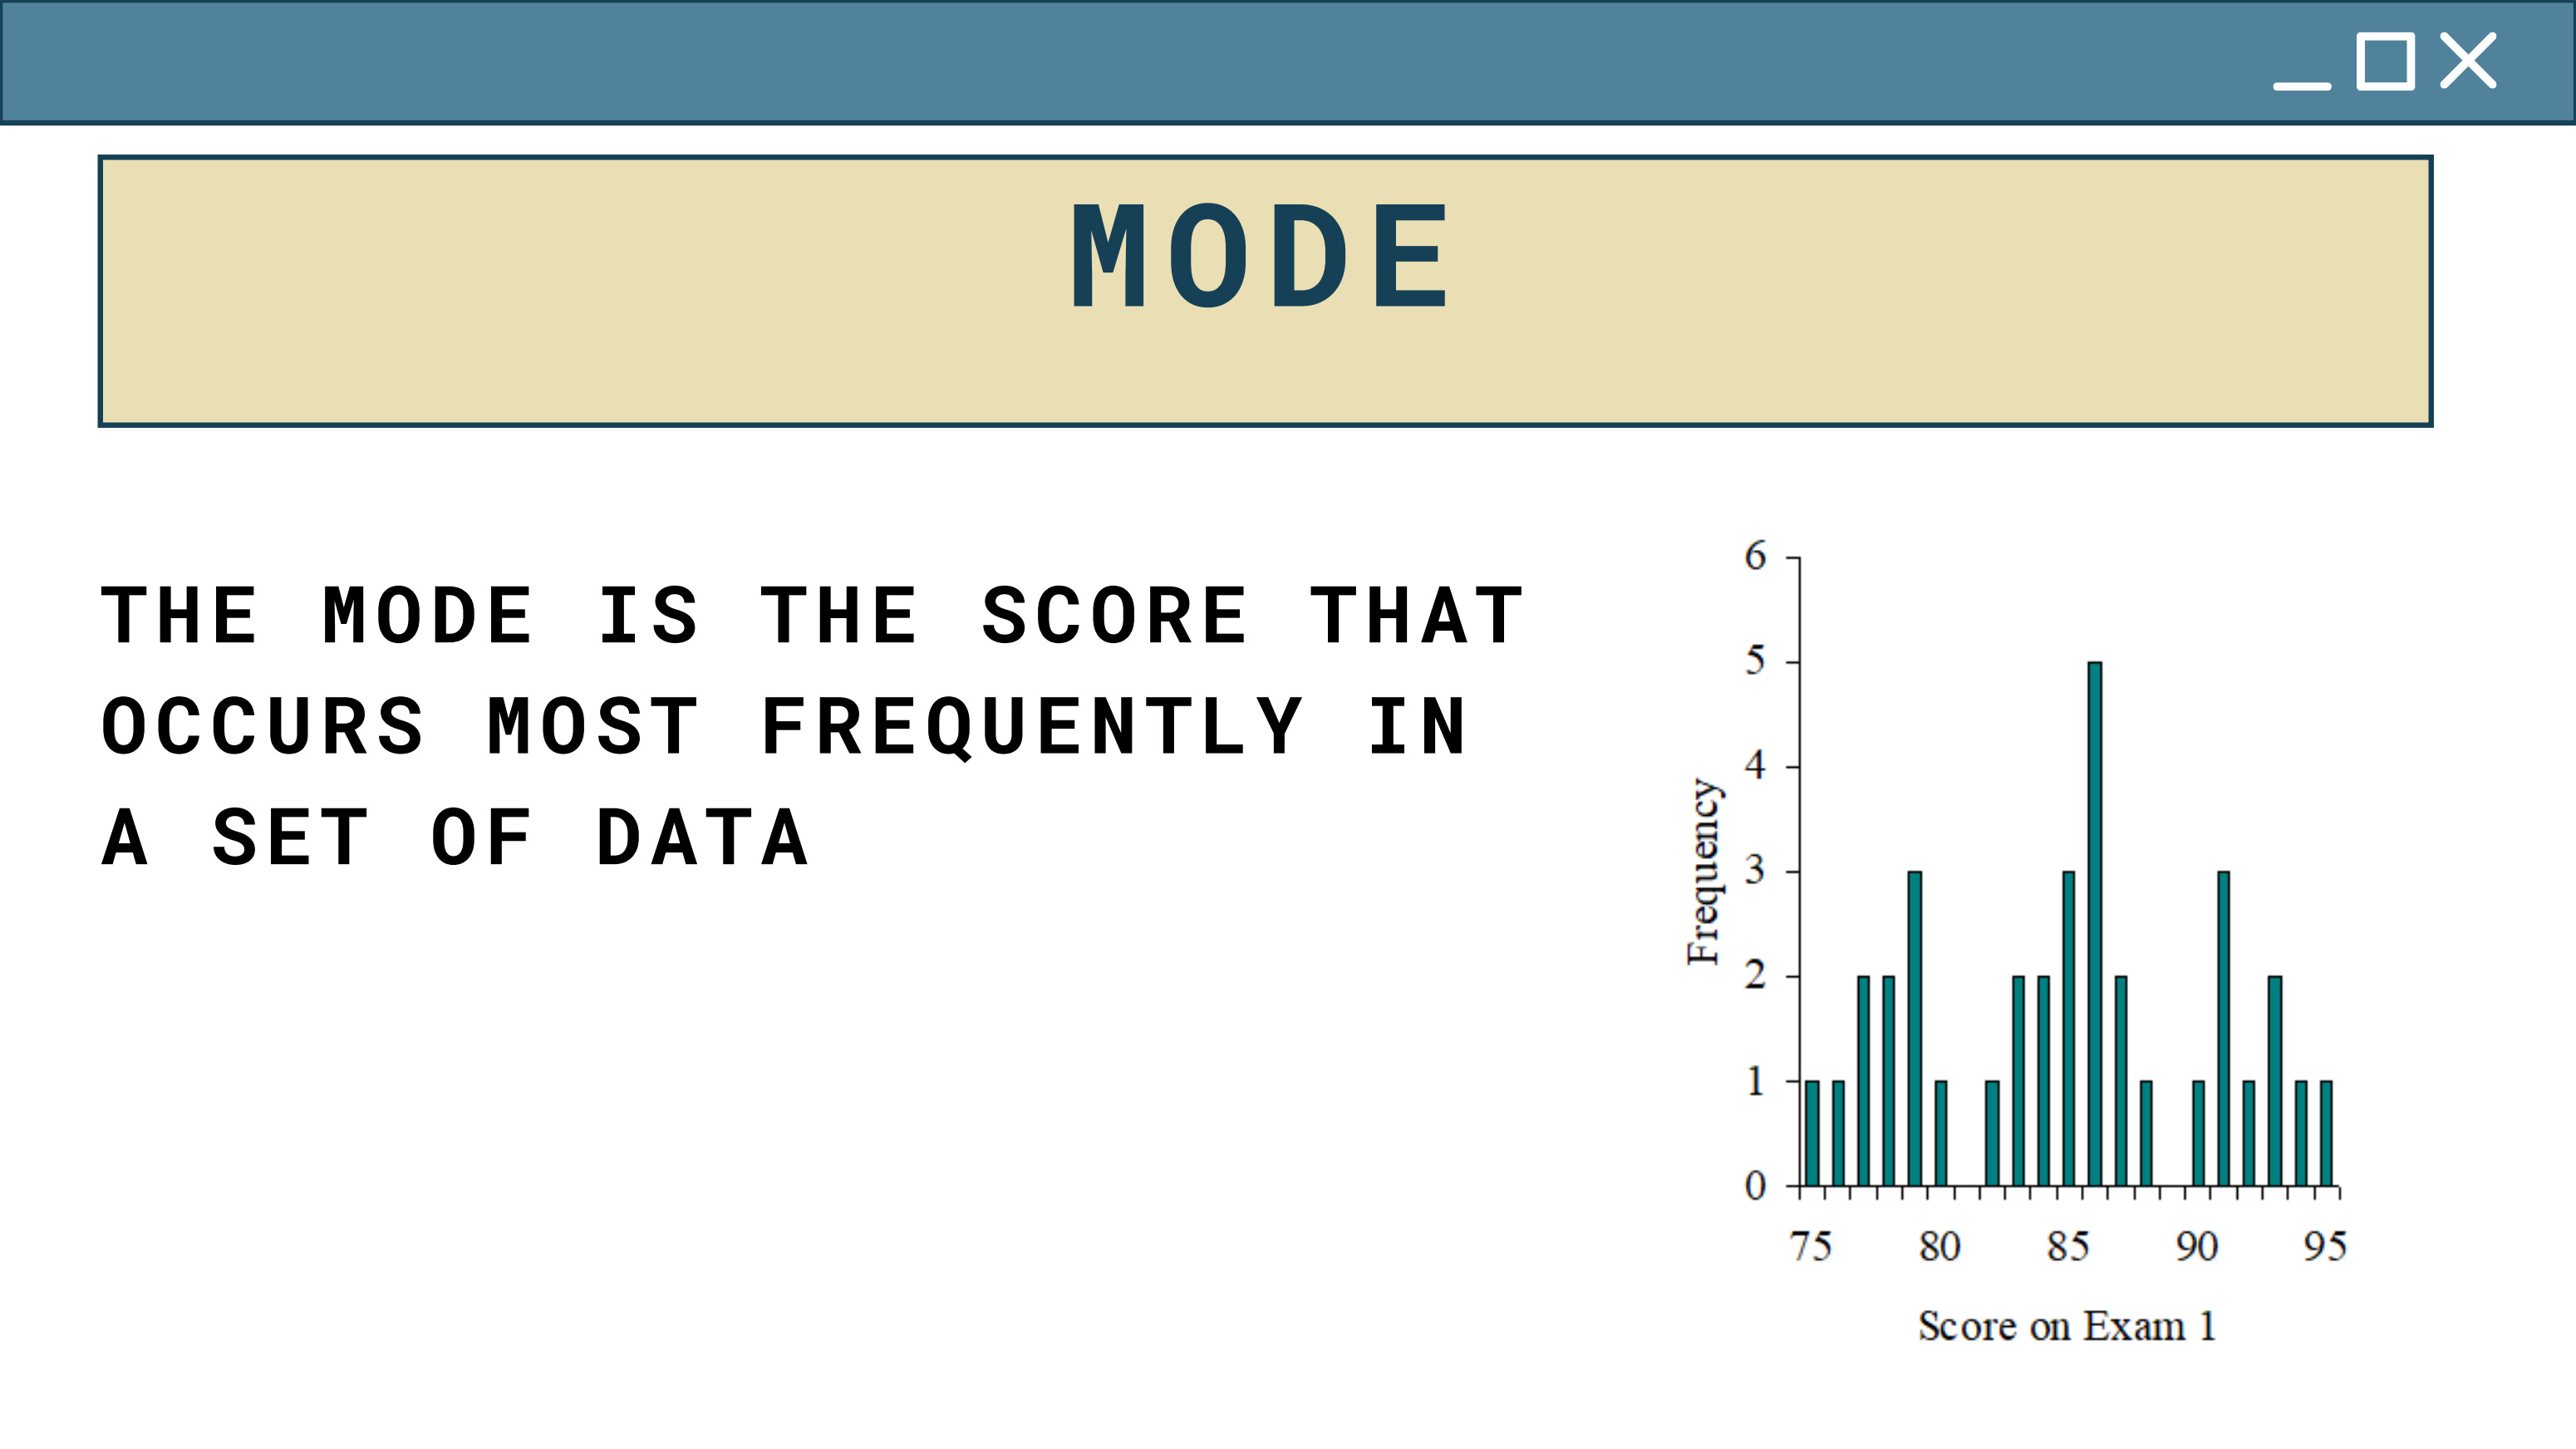 MODE
THE MODE IS THE SCORE THAT
OCCURS MOST FREQUENTLY IN
A SET OF DATA
6
5
4
3
2
1
0
Frequency
75 80 85 90 95
Score on Exam 1